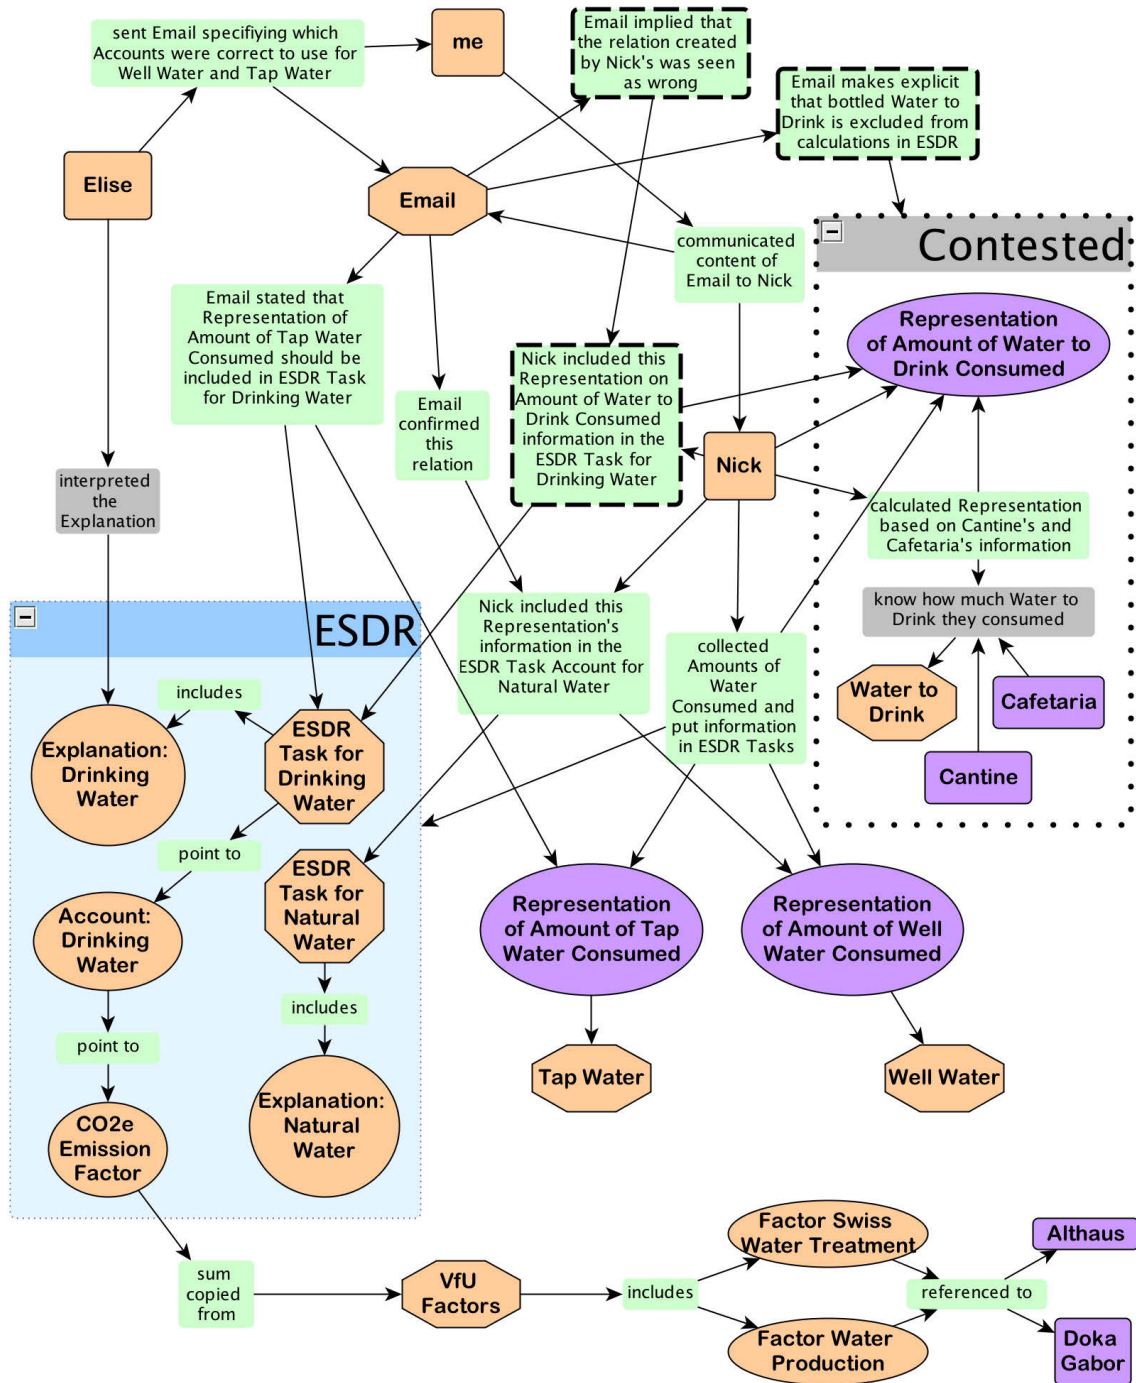 sent Email specifiying which
Accounts were correct to use for
Well Water and Tap Water
me
Email implied that
the relation created
by Nick's was seen
as wrong
Email makes explicit
that bottled Water to
Drink is excluded from
calculations in ESDR
Elise
Email
communicated
content of
Email to Nick
Contested
Email stated that
Representation of
Amount of Tap Water
Consumed should be
included in ESDR Task
for Drinking Water
Representation
of Amount of Water to
Drink Consumed
Nick included this
Representation on
Amount of Water to
Drink Consumed
information in the
ESDR Task for
Drinking Water
Email
confirmed
this
relation
Nick
interpreted
the
Explanation
calculated Representation
based on Cantine's and
Cafetaria's information
know how much Water to
Drink they consumed
ESDR
Nick included this
Representation's
information in the
ESDR Task Account for
Natural Water
collected
Amounts of
Water
Consumed and
put information
in ESDR Tasks
Water to
Drink
Cafetaria
Cantine
includes
Explanation:
Drinking
Water
ESDR
Task for
Drinking
Water
point to
ESDR
Task for
Natural
Water
Account:
Drinking
Water
Representation
of Amount of Tap
Water Consumed
Representation
of Amount of Well
Water Consumed
includes
point to
Tap Water
Well Water
Explanation:
Natural
Water
CO2e
Emission
Factor
sum
copied
from
VfU
Factors
includes
Factor Swiss
Water Treatment
Factor Water
Production
referenced to
Althaus
Doka
Gabor